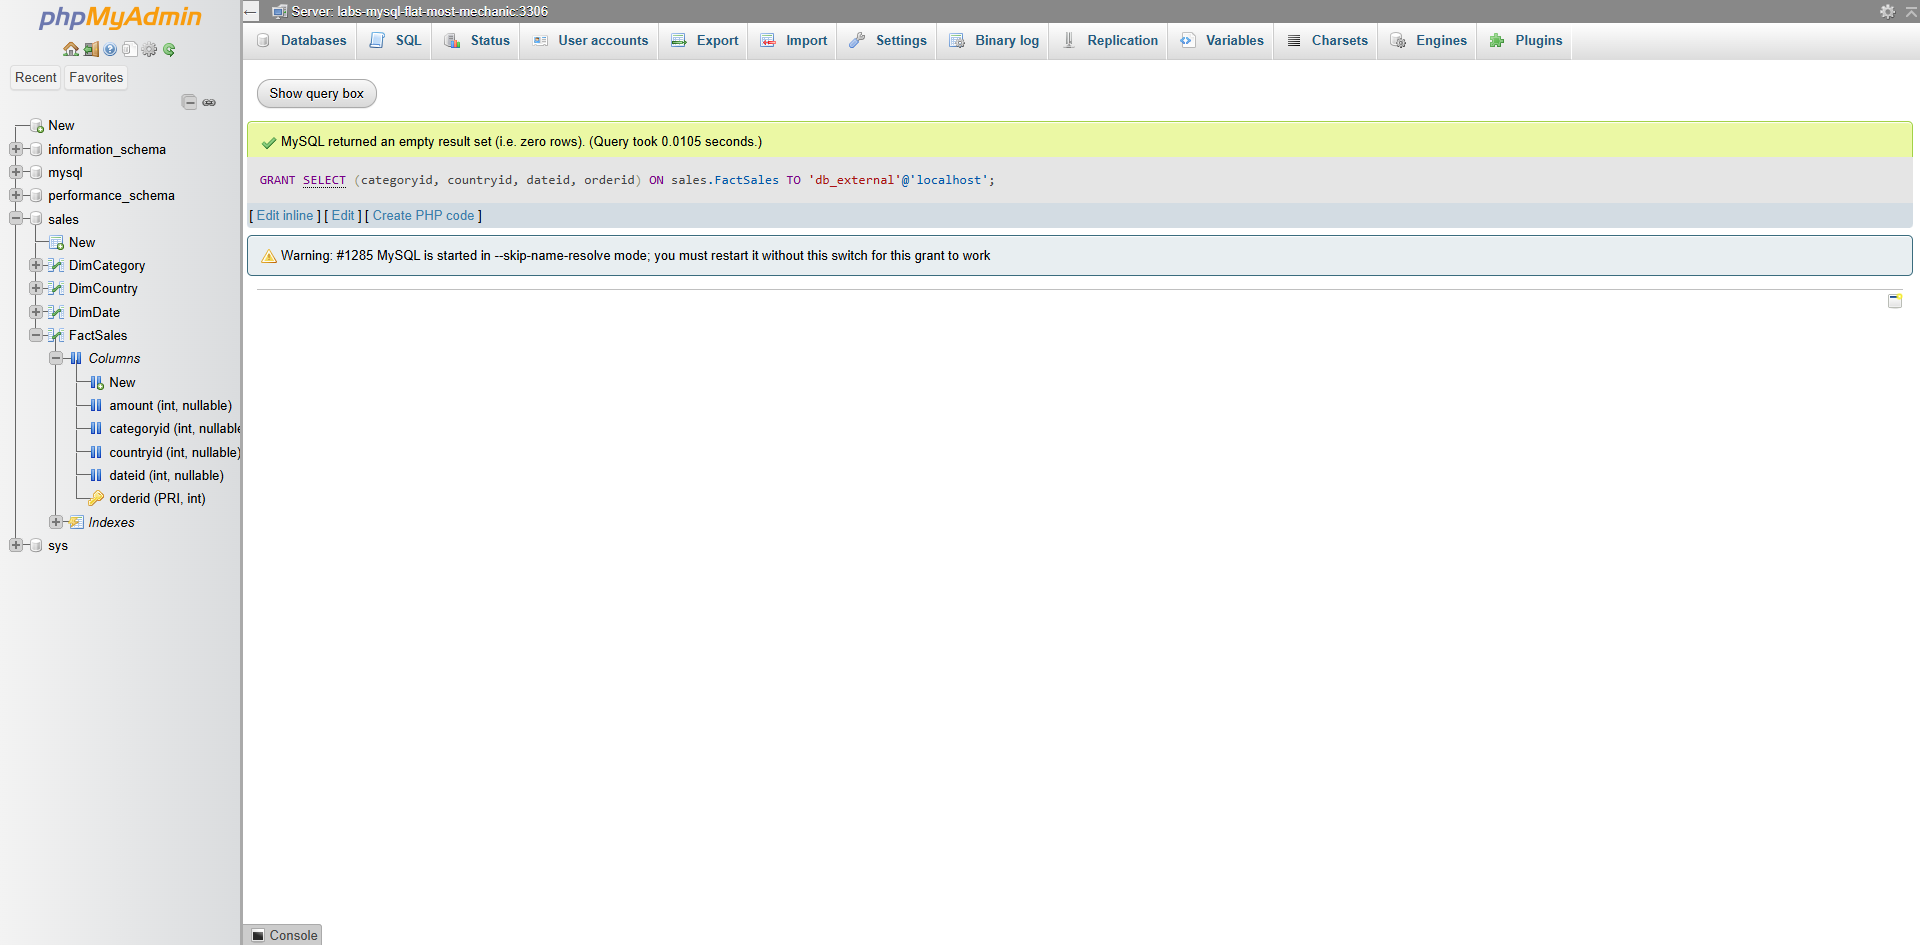 phpMyAdmin
Recent
Favorites
New
information_schema
mysql
performance_schema
sales
New
DimCategory
DimCountry
DimDate
FactSales
Columns
New
amount (int, nullable)
categoryid (int, nullable
countryid (int, nullable)
dateid (int, nullable)
orderid (PRI, int)
Indexes
sys
Server: labs-mysql-flat-most-mechanic:3306
Databases
SQL
Status
User accounts
Export
Import
Settings
Binary log
Replication
Variables
Charsets
Engines
Plugins
Show query box
MySQL returned an empty result set (i.e. zero rows). (Query took 0.0105 seconds.)
GRANT SELECT (categoryid, countryid, dateid, orderid) ON sales.FactSales TO 'db_external'@'localhost';
[ Edit inline ] [ Edit ] [ Create PHP code ]
Warning: #1285 MySQL is started in --skip-name-resolve mode; you must restart it without this switch for this grant to work
Console